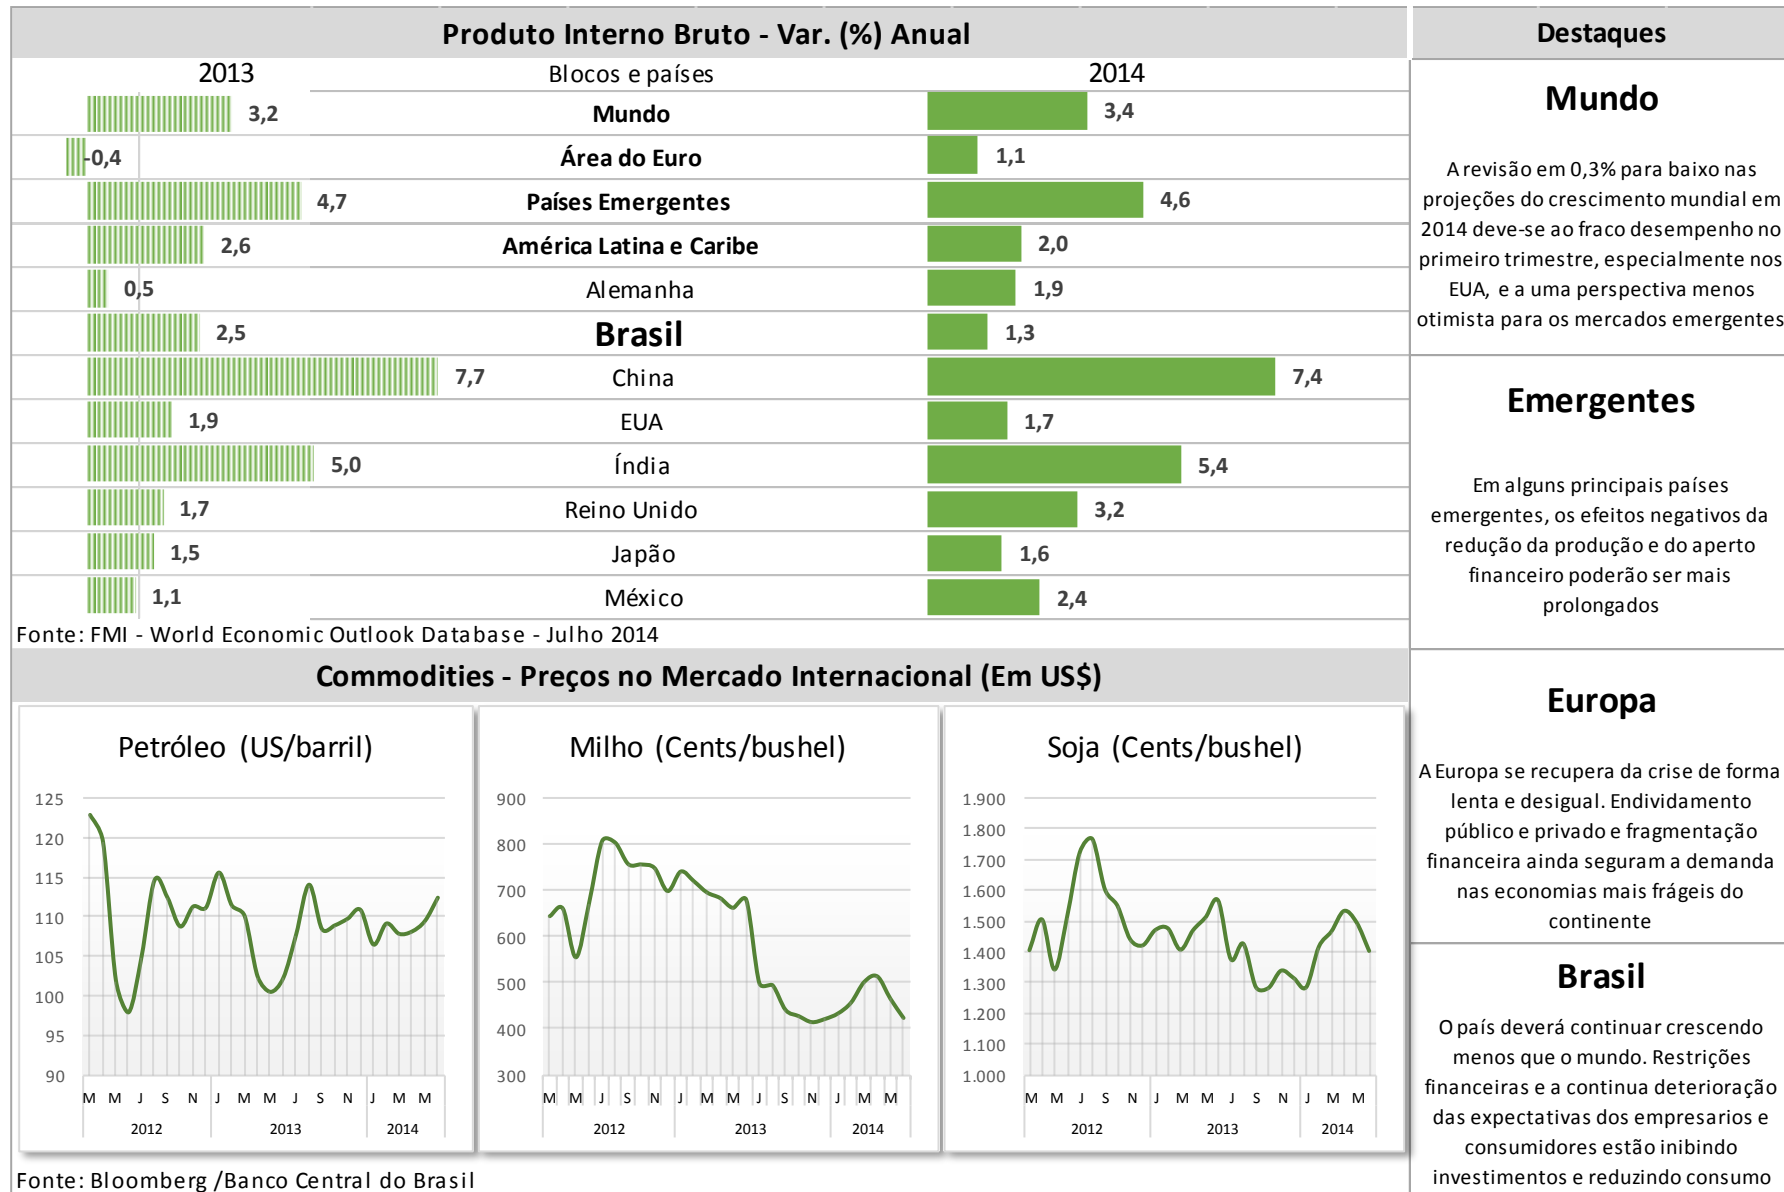 Produto Interno Bruto - Var. (%) Anual
2013 Blocos e países 2014
3,2 Mundo 3,4
-0,4 Área do Euro 1,1
4,7 Países Emergentes 4,6
2,6 América Latina e Caribe 2,0
0,5 Alemanha 1,9
2,5 Brasil 1,3
7,7 China 7,4
1,9 EUA 1,7
5,0 Índia 5,4
1,7 Reino Unido 3,2
1,5 Japão 1,6
1,1 México 2,4
Fonte: FMI - World Economic Outlook Database - Julho 2014
Commodities - Preços no Mercado Internacional (Em US$)
Petróleo (US/barril)
125
120
115
110
105
100
95
90
M M J S N J M M J S N J M M
2012 2013 2014
Milho (Cents/bushel)
900
800
700
600
500
400
300
M M J S N J M M J S N J M M
2012 2013 2014
Soja (Cents/bushel)
1.900
1.800
1.700
1.600
1.500
1.400
1.300
1.200
1.100
1.000
M M J S N J M M J S N J M M
2012 2013 2014
Fonte: Bloomberg /Banco Central do Brasil
Destaques
Mundo
A revisão em 0,3% para baixo nas
projeções do crescimento mundial em
2014 deve-se ao fraco desempenho no
primeiro trimestre, especialmente nos
EUA, e a uma perspectiva menos
otimista para os mercados emergentes
Emergentes
Em alguns principais países
emergentes, os efeitos negativos da
redução da produção e do aperto
financeiro poderão ser mais
prolongados
Europa
A Europa se recupera da crise de forma
lenta e desigual. Endividamento
público e privado e fragmentação
financeira ainda seguram a demanda
nas economias mais frágeis do
continente
Brasil
O país deverá continuar crescendo
menos que o mundo. Restrições
financeiras e a continua deterioração
das expectativas dos empresarios e
consumidores estão inibindo
investimentos e reduzindo consumo